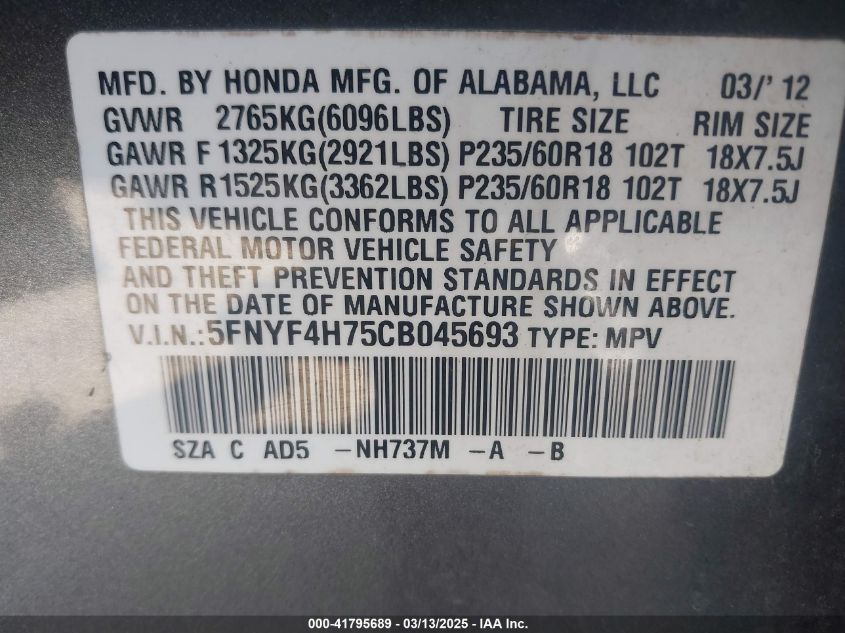 MFD. BY HONDA MFG. OF ALABAMA, LLC 03/' 12
GVWR 2765KG(6096LBS) TIRE SIZE RIM SIZE
GAWR F 1325KG(2921LBS) P235/60R18 102T 18X7.5J
GAWR R1525KG(3362LBS) P235/60R18 102T 18X7.5J
THIS VEHICLE CONFORMS TO ALL APPLICABLE
FEDERAL MOTOR VEHICLE SAFETY
AND THEFT PREVENTION STANDARDS IN EFFECT
ON THE DATE OF MANUFACTURE SHOWN ABOVE.
V.I.N.:5FNYF4H75CB045693 TYPE: MPV
SZA C AD5 -NH737M -A -B
000-41795689 - 03/13/2025 - IAA Inc.